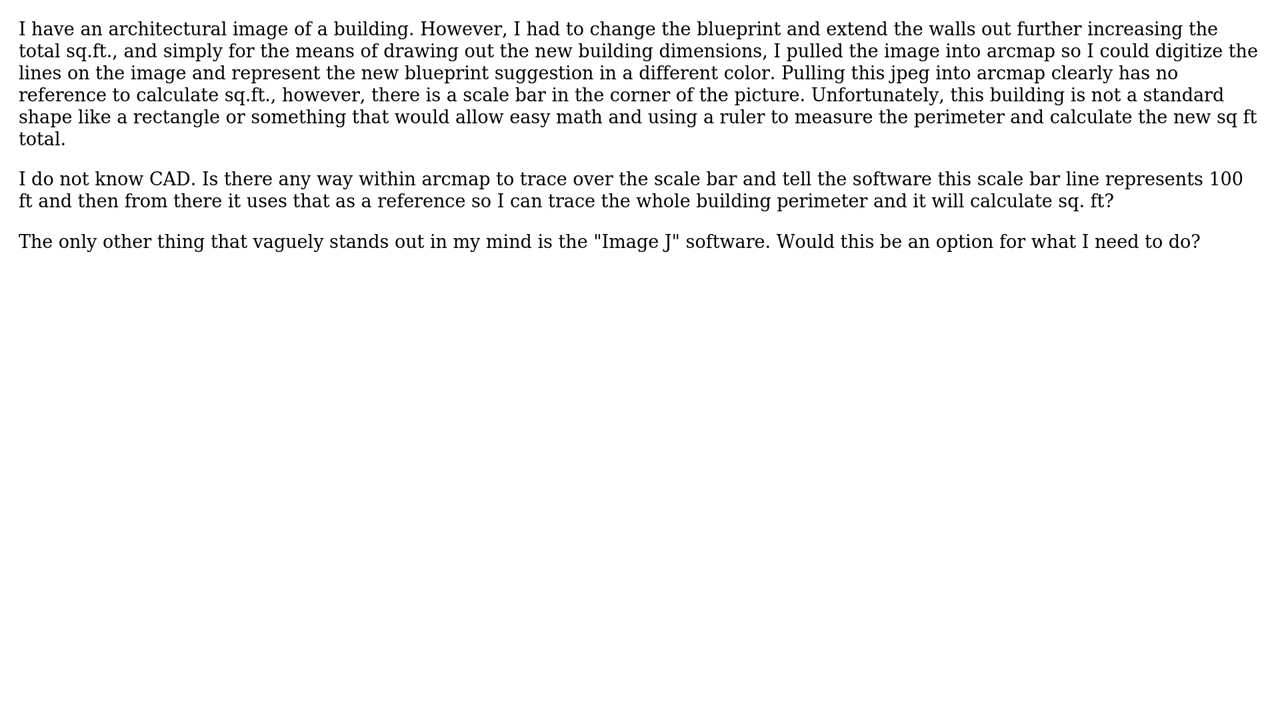 I have an architectural image of a building. However, I had to change the blueprint and extend the walls out further increasing the
total sq.ft., and simply for the means of drawing out the new building dimensions, I pulled the image into arcmap so I could digitize the
lines on the image and represent the new blueprint suggestion in a different color. Pulling this jpeg into arcmap clearly has no
reference to calculate sq.ft., however, there is a scale bar in the corner of the picture. Unfortunately, this building is not a standard
shape like a rectangle or something that would allow easy math and using a ruler to measure the perimeter and calculate the new sq ft
total.
I do not know CAD. Is there any way within arcmap to trace over the scale bar and tell the software this scale bar line represents 100
ft and then from there it uses that as a reference so I can trace the whole building perimeter and it will calculate sq. ft?
The only other thing that vaguely stands out in my mind is the "Image J" software. Would this be an option for what I need to do?